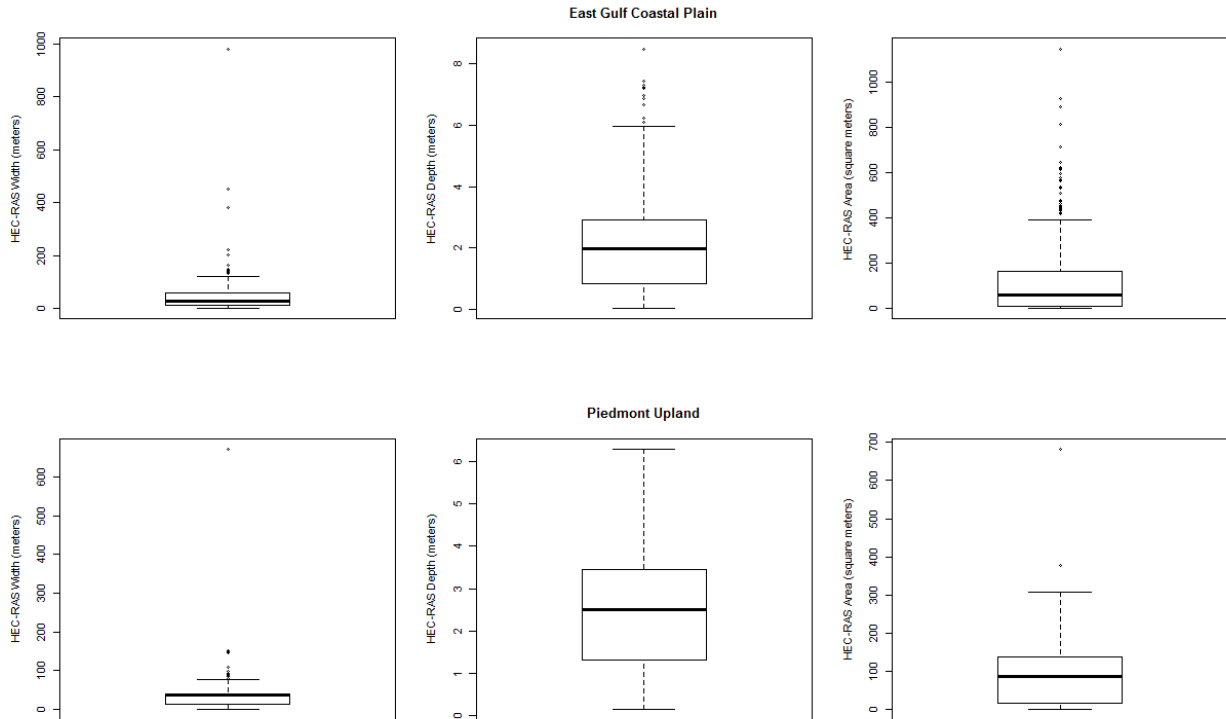 East Gulf Coastal Plain
HEC-RAS Width (meters)
0 200 400 600 800 1000
HEC-RAS Depth (meters)
0 2 4 6 8
HEC-RAS Area (square meters)
0 200 400 600 800 1000
Piedmont Upland
HEC-RAS Width (meters)
0 100 200 300 400 500 600
HEC-RAS Depth (meters)
0 1 2 3 4 5 6
HEC-RAS Area (square meters)
0 100 200 300 400 500 600 700